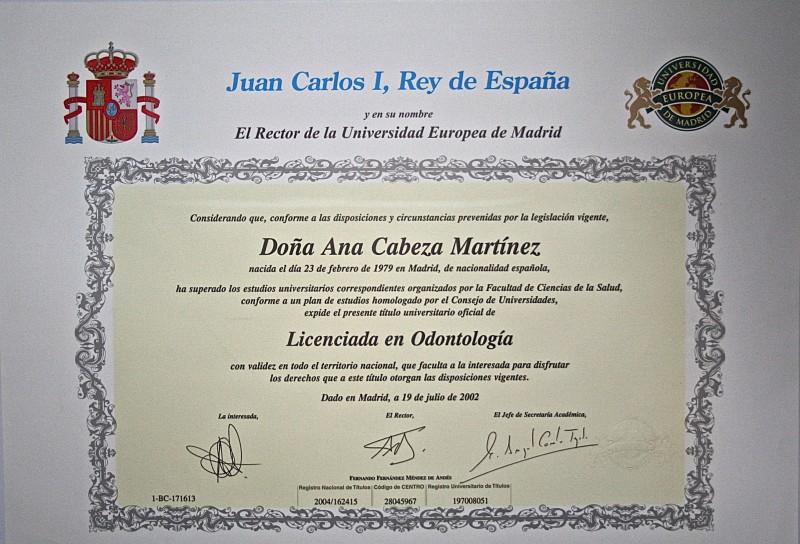 Juan Carlos I, Rey de España
UNIVERSIDAD
EUROPEA
DE MADRID
y en su nombre
El Rector de la Universidad Europea de Madrid
Considerando que, conforme a las disposiciones y circunstancias prevenidas por la legislación vigente,
Doña Ana Cabeza Martínez
nacida el día 23 de febrero de 1979 en Madrid, de nacionalidad española,
ha superado los estudios universitarios correspondientes organizados por la Facultad de Ciencias de la Salud,
conforme a un plan de estudios homologado por el Consejo de Universidades,
expide el presente título universitario oficial de
Licenciada en Odontología
con validez en todo el territorio nacional, que faculta a la interesada para disfrutar
los derechos que a este título otorgan las disposiciones vigentes.
Dado en Madrid, a 19 de julio de 2002
La interesada, El Rector, El Jefe de Secretaría Académica,
FERNANDO FERNÁNDEZ MÉNDEZ DE ANDÉS
Registro Nacional de Títulos Código de CENTRO Registro Universitario de Títulos
1-BC-171613 2004/162415 28045967 197008051